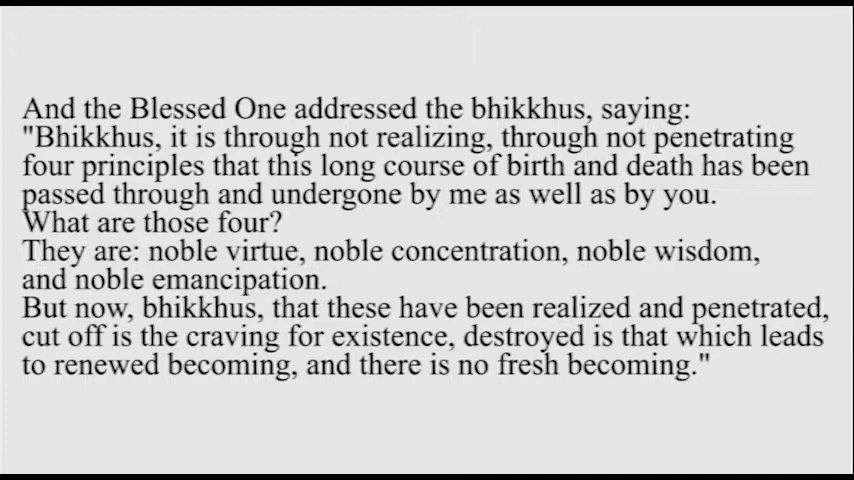 And the Blessed One addressed the bhikkhus, saying:
"Bhikkhus, it is through not realizing, through not penetrating
four principles that this long course of birth and death has been
passed through and undergone by me as well as by you.
What are those four?
They are: noble virtue, noble concentration, noble wisdom,
and noble emancipation.
But now, bhikkhus, that these have been realized and penetrated,
cut off is the craving for existence, destroyed is that which leads
to renewed becoming, and there is no fresh becoming."